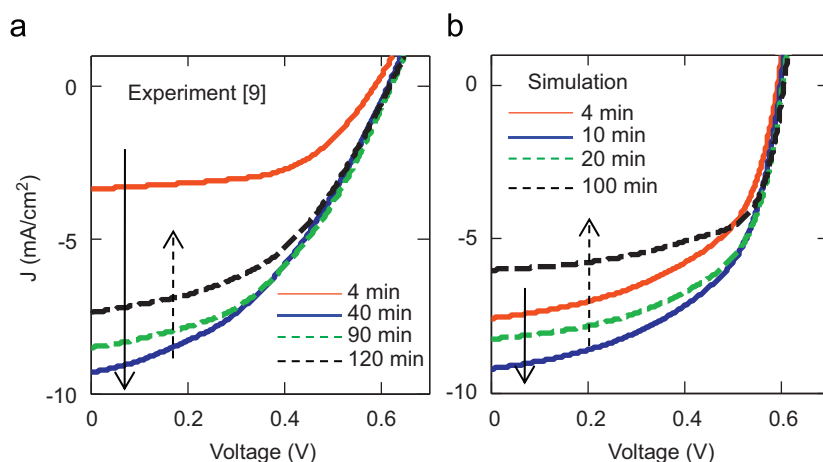 a
0
-5
-10
J (mA/cm²)
Experiment [9]
4 min
40 min
90 min
120 min
0
0.2
0.4
0.6
Voltage (V)
b
0
-5
-10
Simulation
4 min
10 min
20 min
100 min
0
0.2
0.4
0.6
Voltage (V)